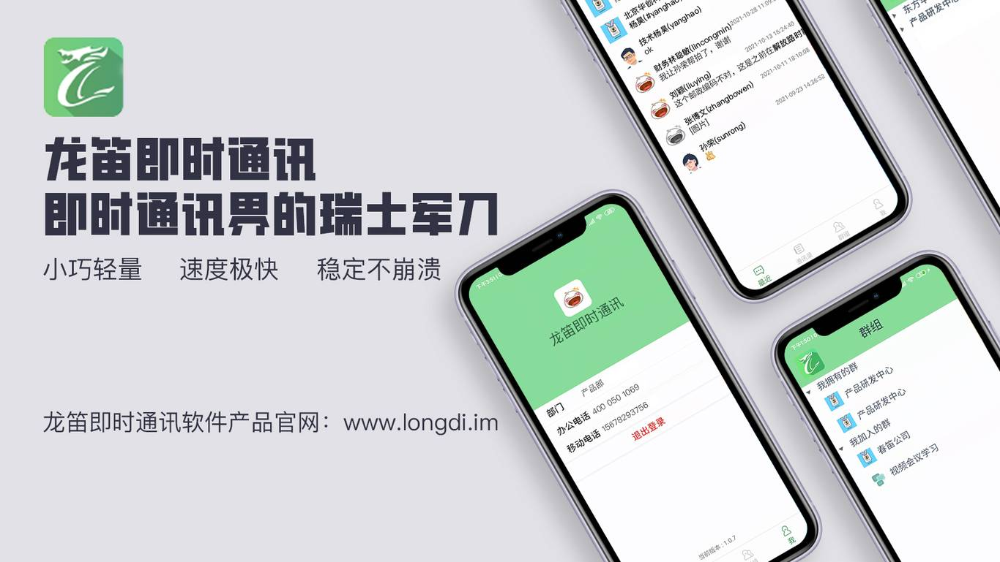 龙笛即时通讯
即时通讯界的瑞士军刀
小巧轻量 速度极快 稳定不崩溃
龙笛即时通讯软件产品官网：www.longdi.im
杨昊(#yanghao)
2021-10-28 11:09
技术杨昊(yanghao)
ok
2021-10-13 16:24:40
财务林聪敏(lincongmin)
我让孙荣帮拍了，谢谢
2021-10-11 18:10:08
刘颖(liuying)
这个邮政编码不对，这是之前在解放路时
2021-09-23 14:36:52
张博文(zhangbowen)
[图片]
孙荣(sunrong)
最近
通讯录
群组
我
产品研发中心
下午3:51
龙笛即时通讯
部门 产品部
办公电话 400 050 1069
移动电话 15678293756
退出登录
当前版本：1.0.7
我
下午1:50
群组
我拥有的群
产品研发中心
产品研发中心
我加入的群
春笛公司
视频会议学习